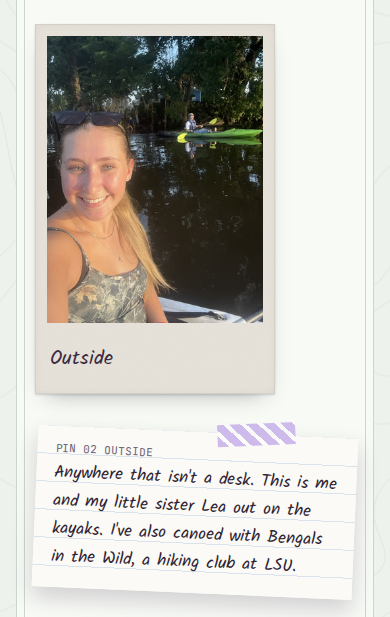 Outside
PIN 02 OUTSIDE
Anywhere that isn't a desk. This is me
and my little sister Lea out on the
kayaks. I've also canoed with Bengals
in the Wild, a hiking club at LSU.